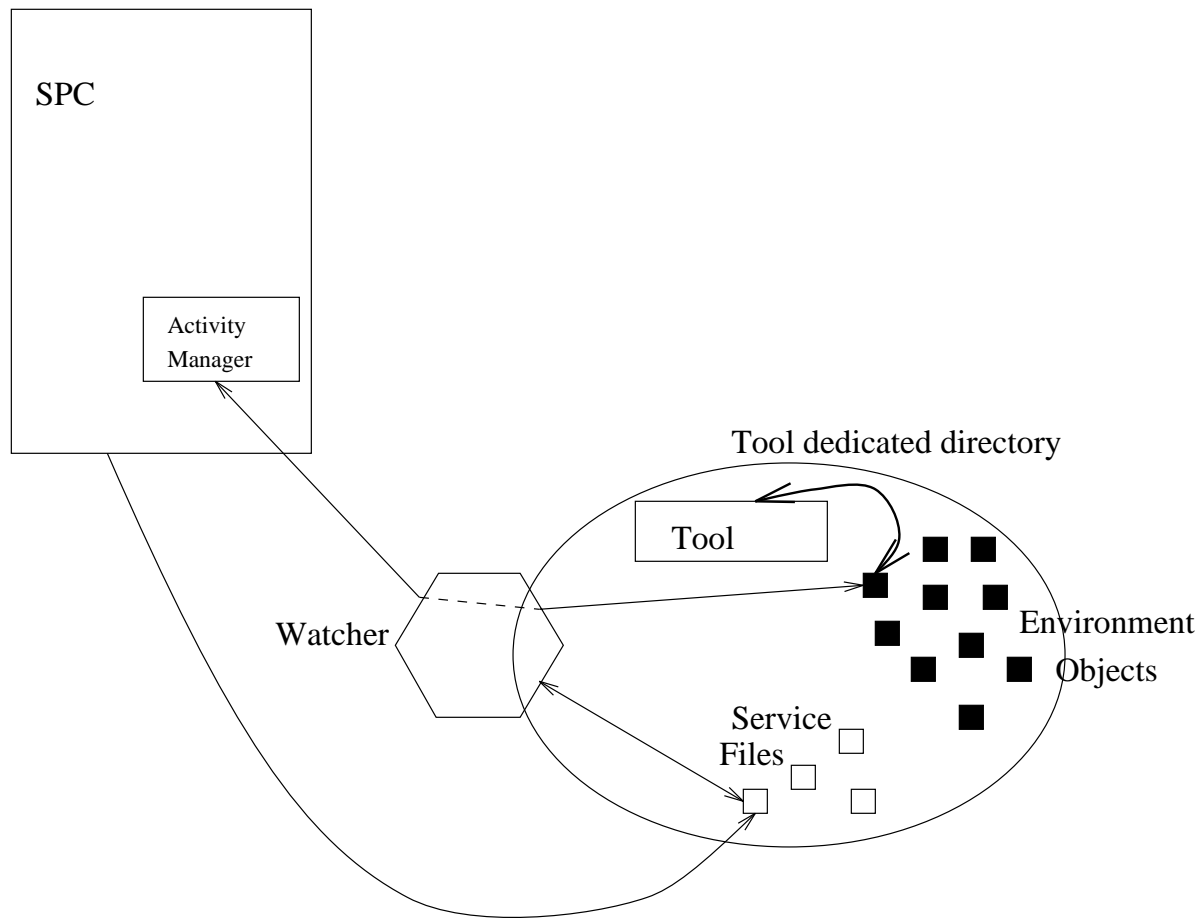 SPC
Activity
Manager
Tool dedicated directory
Tool
Watcher
Environment
Objects
Service
Files